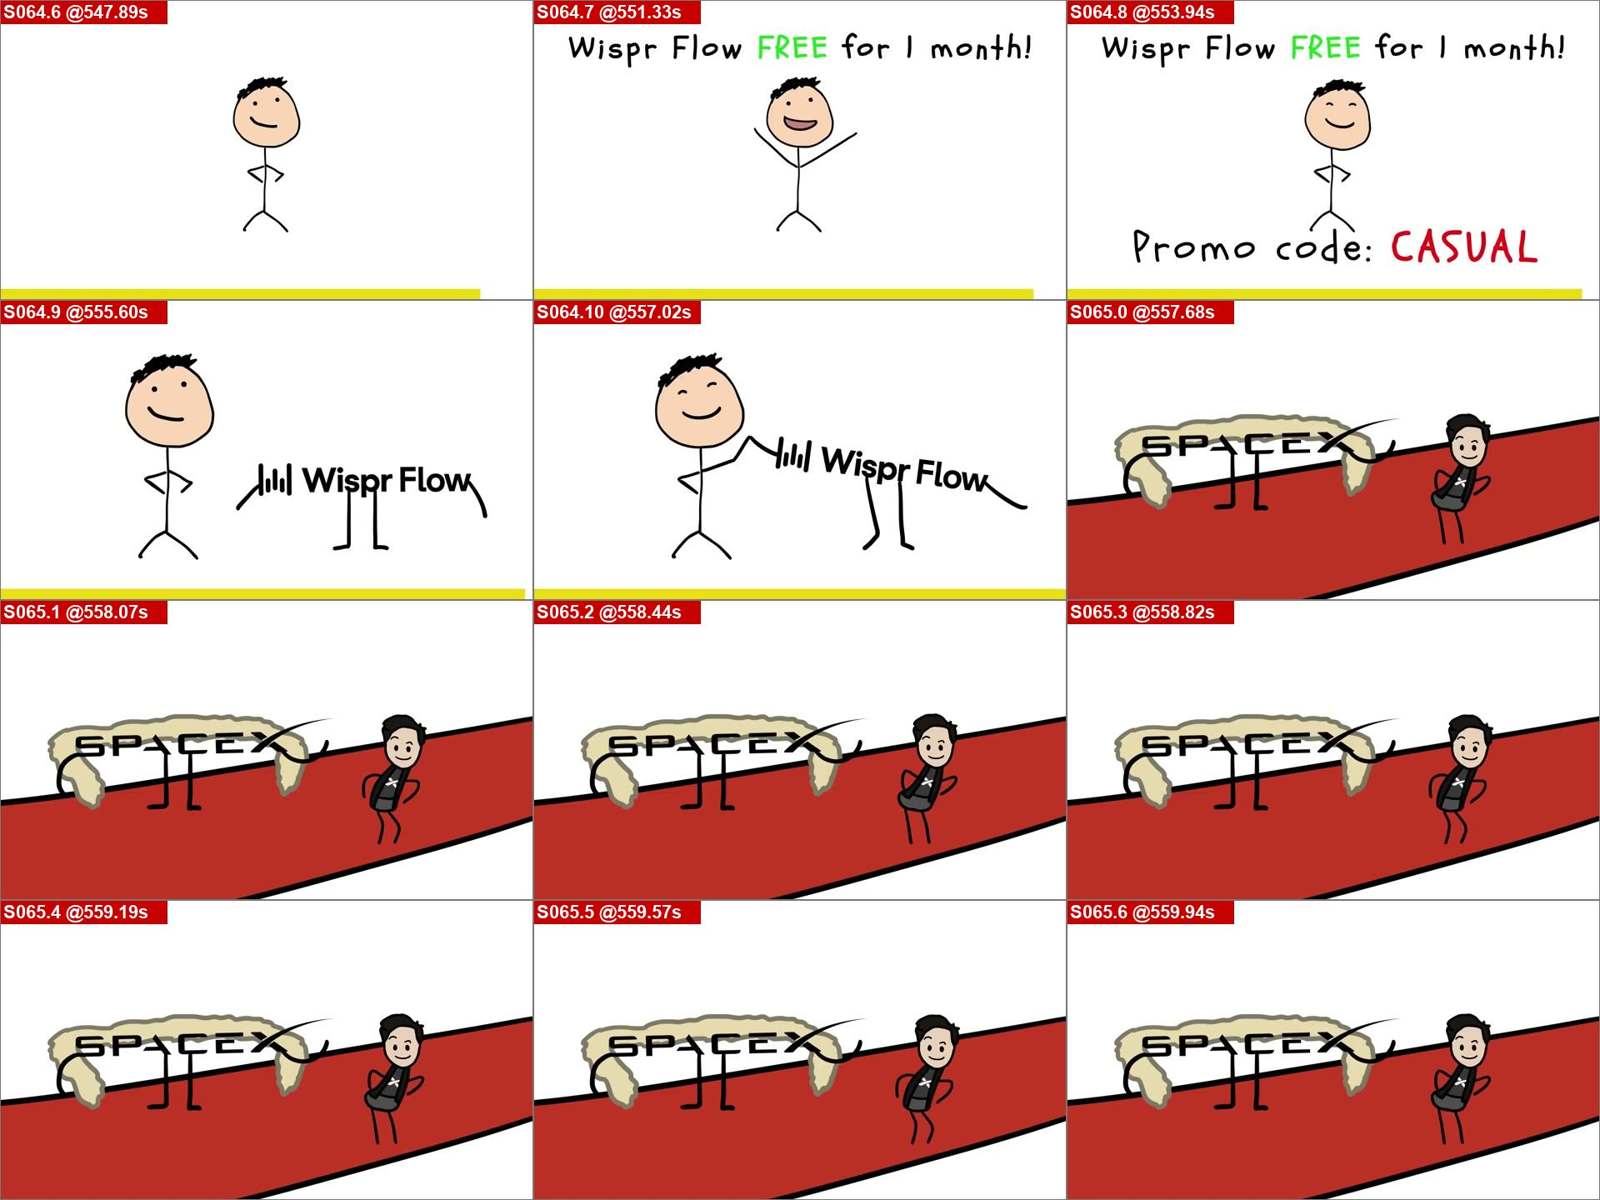 S064.6 @547.89s
S064.7 @551.33s
Wispr Flow FREE for 1 month!
S064.8 @553.94s
Wispr Flow FREE for 1 month!
Promo code: CASUAL
S064.9 @555.60s
Wispr Flow
S064.10 @557.02s
Wispr Flow
S065.0 @557.68s
SPACEX
S065.1 @558.07s
SPACEX
S065.2 @558.44s
SPACEX
S065.3 @558.82s
SPACEX
S065.4 @559.19s
SPACEX
S065.5 @559.57s
SPACEX
S065.6 @559.94s
SPACEX